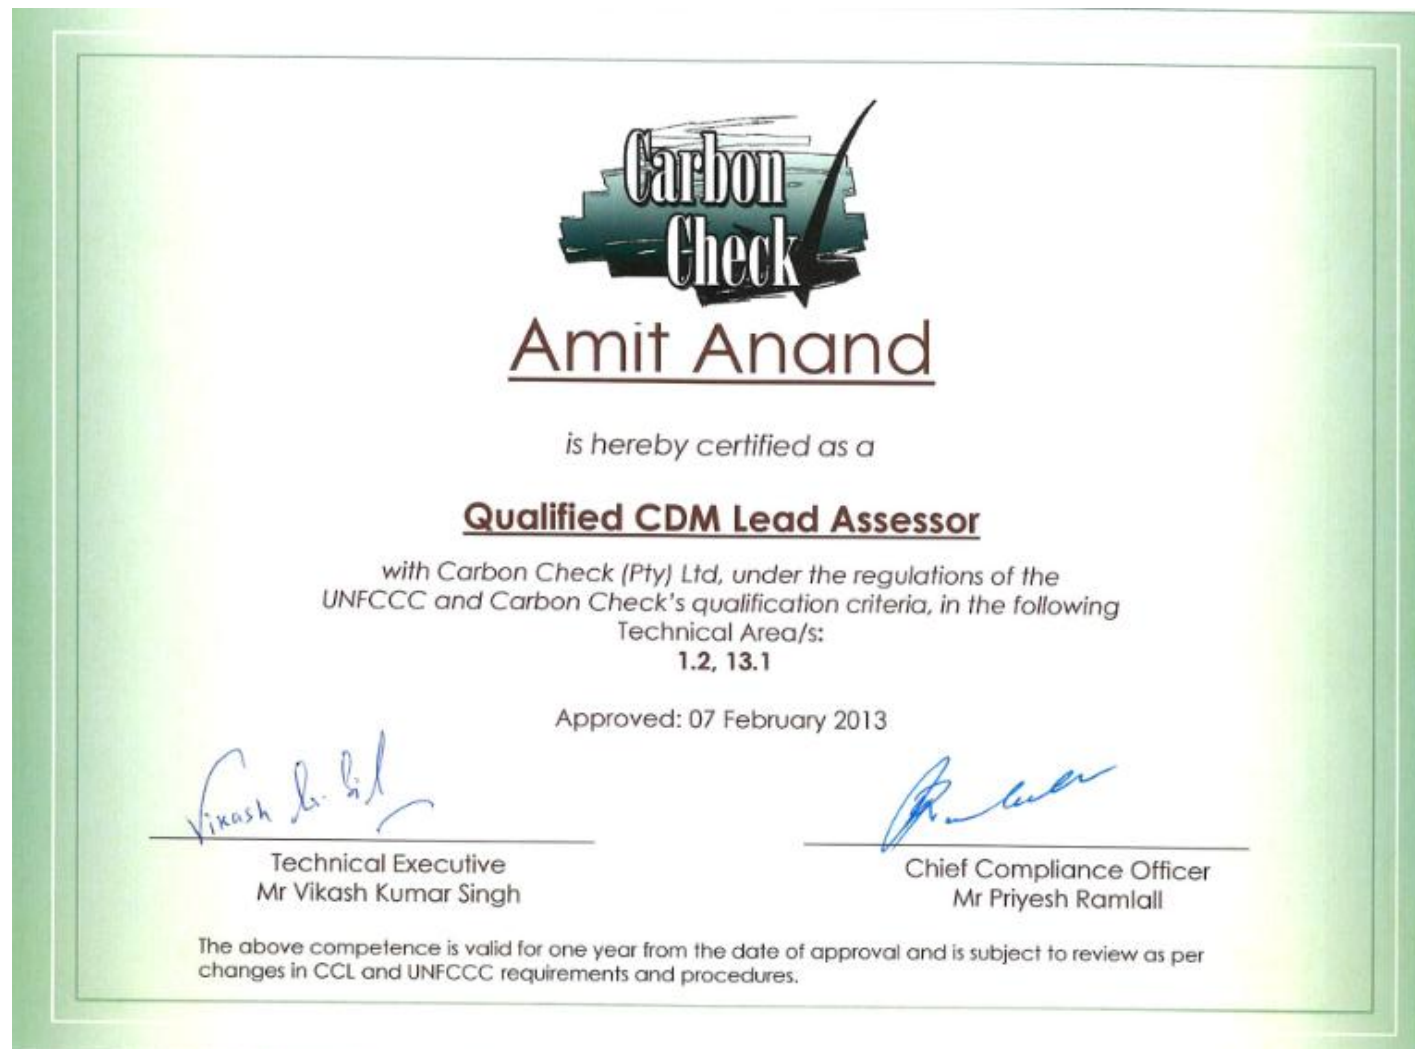 Carbon
Check
Amit Anand
is hereby certified as a
Qualified CDM Lead Assessor
with Carbon Check (Pty) Ltd, under the regulations of the
UNFCCC and Carbon Check's qualification criteria, in the following
Technical Area/s:
1.2, 13.1
Approved: 07 February 2013
Technical Executive
Mr Vikash Kumar Singh
Chief Compliance Officer
Mr Priyesh Ramlall
The above competence is valid for one year from the date of approval and is subject to review as per
changes in CCL and UNFCCC requirements and procedures.